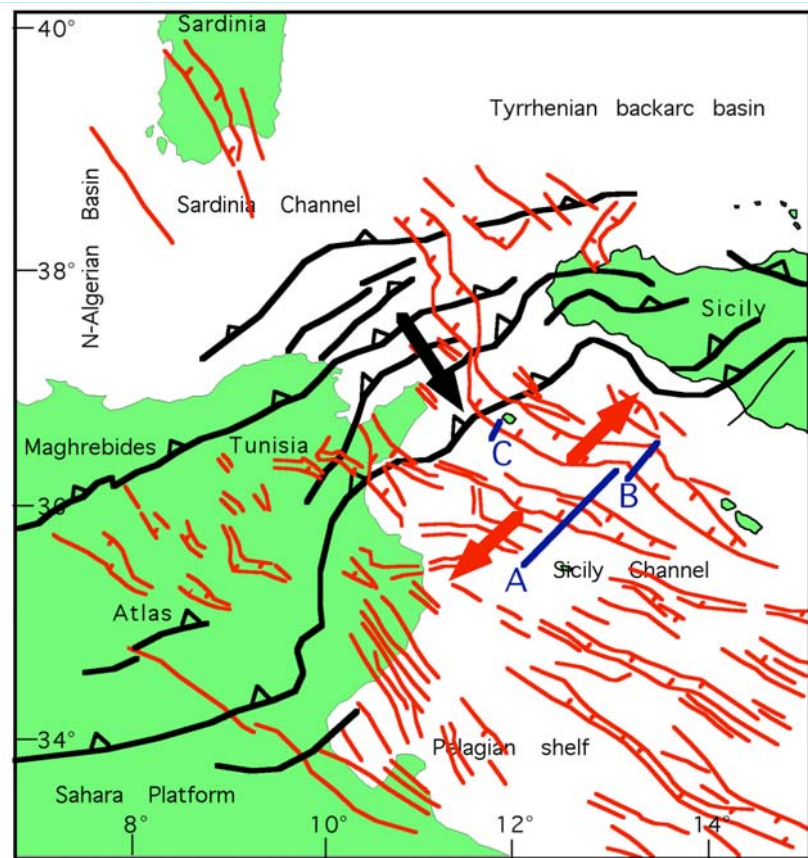 40°
Sardinia
Tyrrhenian backarc basin
N-Algerian Basin
Sardinia Channel
38°
Sicily
Maghrebides
Tunisia
C
B
36°
A
Sicily Channel
Atlas
34°
Pelagian shelf
Sahara Platform
8°
10°
12°
14°